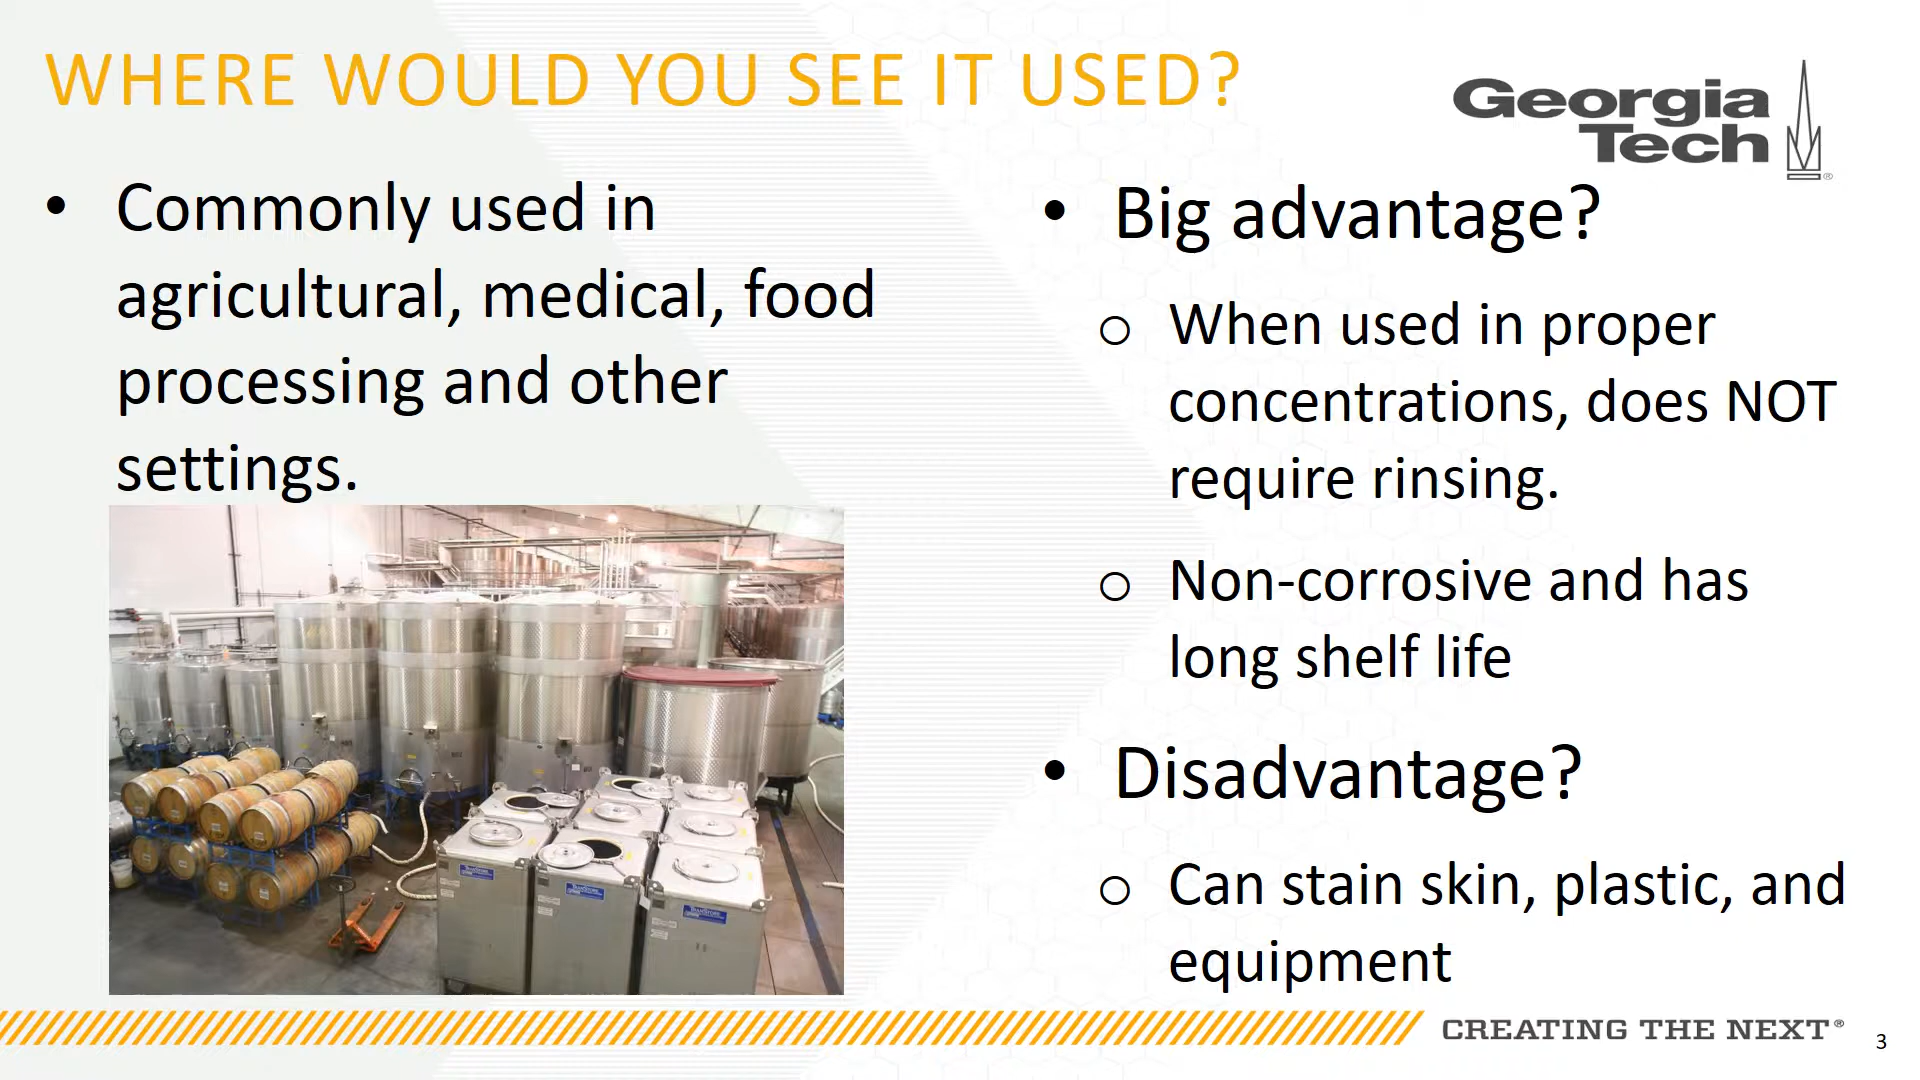 WHERE WOULD YOU SEE IT USED?
Georgia
Tech
®
• Commonly used in
agricultural, medical, food
processing and other
settings.
• Big advantage?
o When used in proper
concentrations, does NOT
require rinsing.
o Non-corrosive and has
long shelf life
• Disadvantage?
o Can stain skin, plastic, and
equipment
CREATING THE NEXT®
3